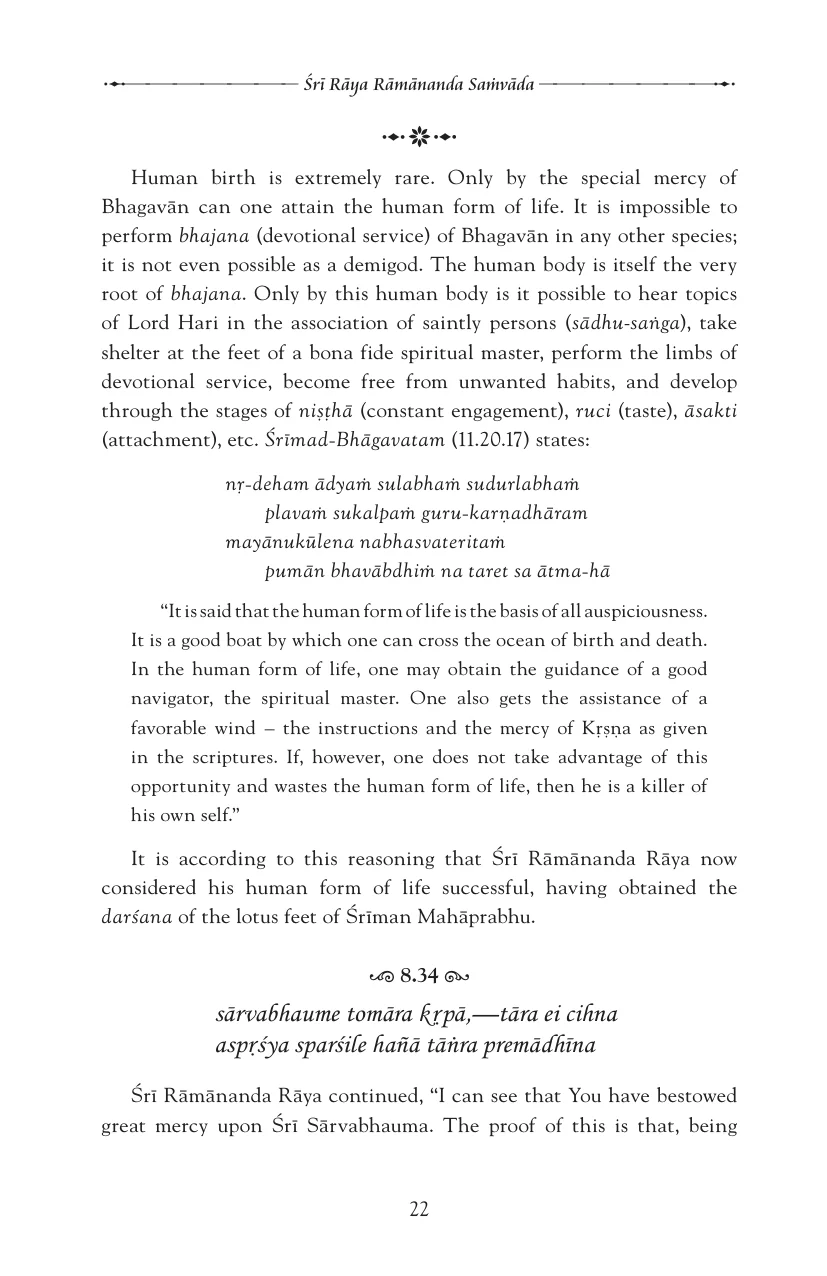 Śrī Rāya Rāmānanda Saṁvāda
Human birth is extremely rare. Only by the special mercy of
Bhagavān can one attain the human form of life. It is impossible to
perform bhajana (devotional service) of Bhagavān in any other species;
it is not even possible as a demigod. The human body is itself the very
root of bhajana. Only by this human body is it possible to hear topics
of Lord Hari in the association of saintly persons (sādhu-saṅga), take
shelter at the feet of a bona fide spiritual master, perform the limbs of
devotional service, become free from unwanted habits, and develop
through the stages of niṣṭhā (constant engagement), ruci (taste), āsakti
(attachment), etc. Śrīmad-Bhāgavatam (11.20.17) states:
nṛ-deham ādyaṁ sulabhaṁ sudurlabhaṁ
plavaṁ sukalpaṁ guru-karṇadhāram
mayānukūlena nabhasvateritaṁ
pumān bhavābdhiṁ na taret sa ātma-hā
“It is said that the human form of life is the basis of all auspiciousness.
It is a good boat by which one can cross the ocean of birth and death.
In the human form of life, one may obtain the guidance of a good
navigator, the spiritual master. One also gets the assistance of a
favorable wind – the instructions and the mercy of Kṛṣṇa as given
in the scriptures. If, however, one does not take advantage of this
opportunity and wastes the human form of life, then he is a killer of
his own self.”
It is according to this reasoning that Śrī Rāmānanda Rāya now
considered his human form of life successful, having obtained the
darśana of the lotus feet of Śrīman Mahāprabhu.
8.34
sārvabhaume tomāra kṛpā,—tāra ei cihna
aspṛśya sparśile hañā tāṅra premādhīna
Śrī Rāmānanda Rāya continued, “I can see that You have bestowed
great mercy upon Śrī Sārvabhauma. The proof of this is that, being
22